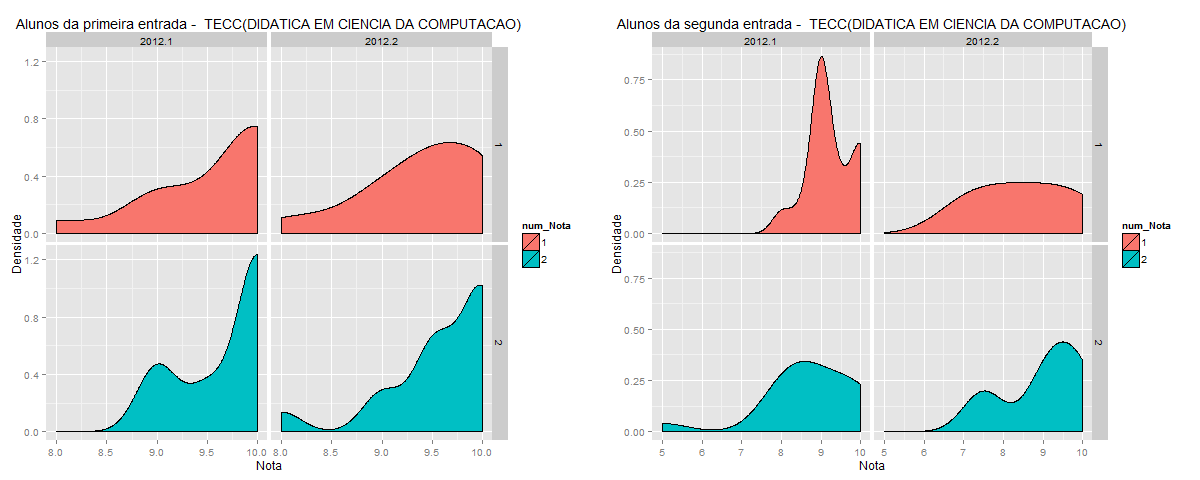 Alunos da primeira entrada -  TECC(DIDATICA EM CIENCIA DA COMPUTACAO)
2012.1 2012.2
1.2
0.8
0.4
0.0
1
1.2
0.8
0.4
0.0
2
Densidade
8.0 8.5 9.0 9.5 10.0 8.0 8.5 9.0 9.5 10.0
Nota
num_Nota
1
2
Alunos da segunda entrada -  TECC(DIDATICA EM CIENCIA DA COMPUTACAO)
2012.1 2012.2
0.75
0.50
0.25
0.00
1
0.75
0.50
0.25
0.00
2
Densidade
5 6 7 8 9 10 5 6 7 8 9 10
Nota
num_Nota
1
2